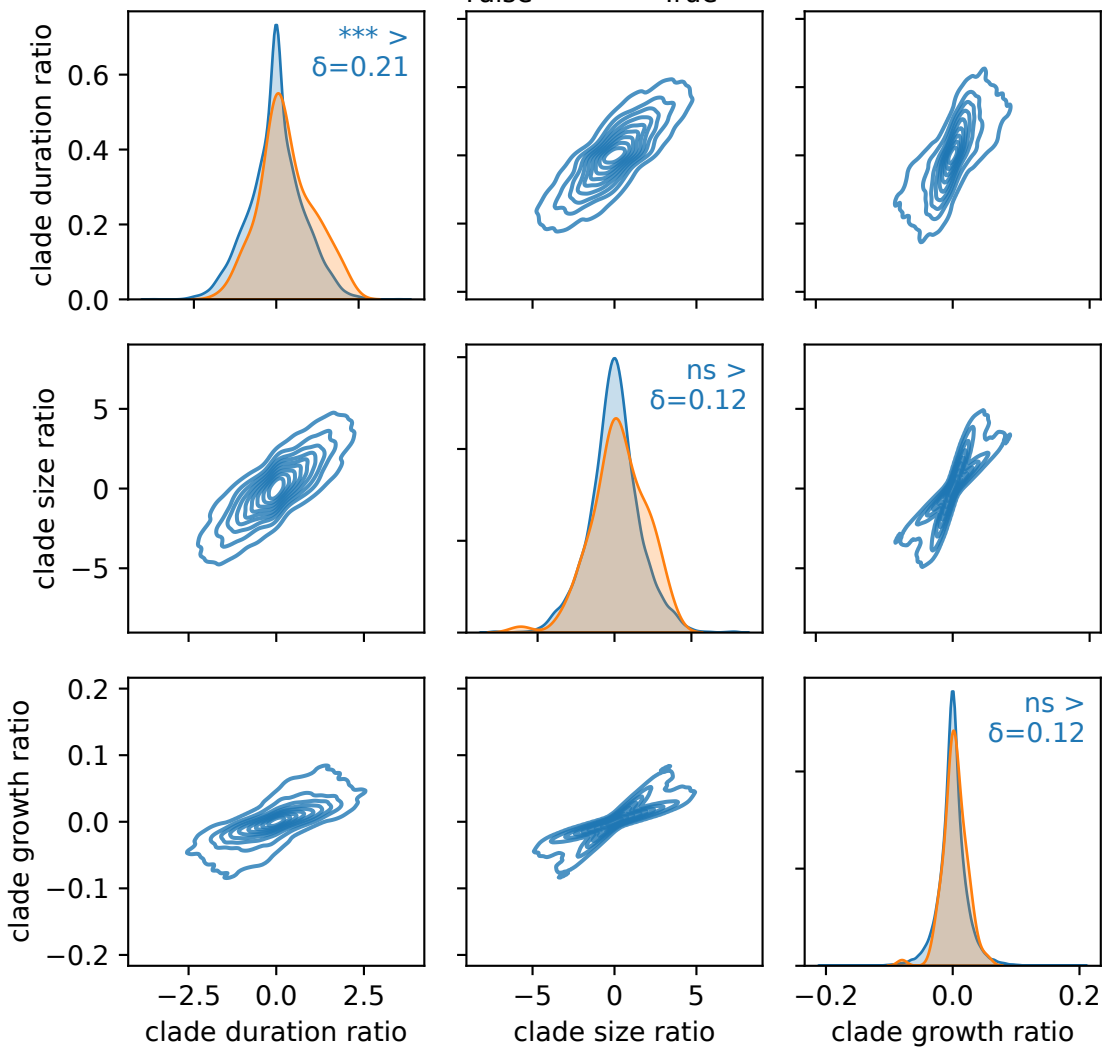 *** >
δ=0.21
clade duration ratio
0.6
0.4
0.2
0.0
ns >
δ=0.12
clade size ratio
5
0
−5
ns >
δ=0.12
clade growth ratio
0.2
0.1
0.0
−0.1
−0.2
−2.5 0.0 2.5 −5 0 5 −0.2 0.0 0.2
clade duration ratio clade size ratio clade growth ratio